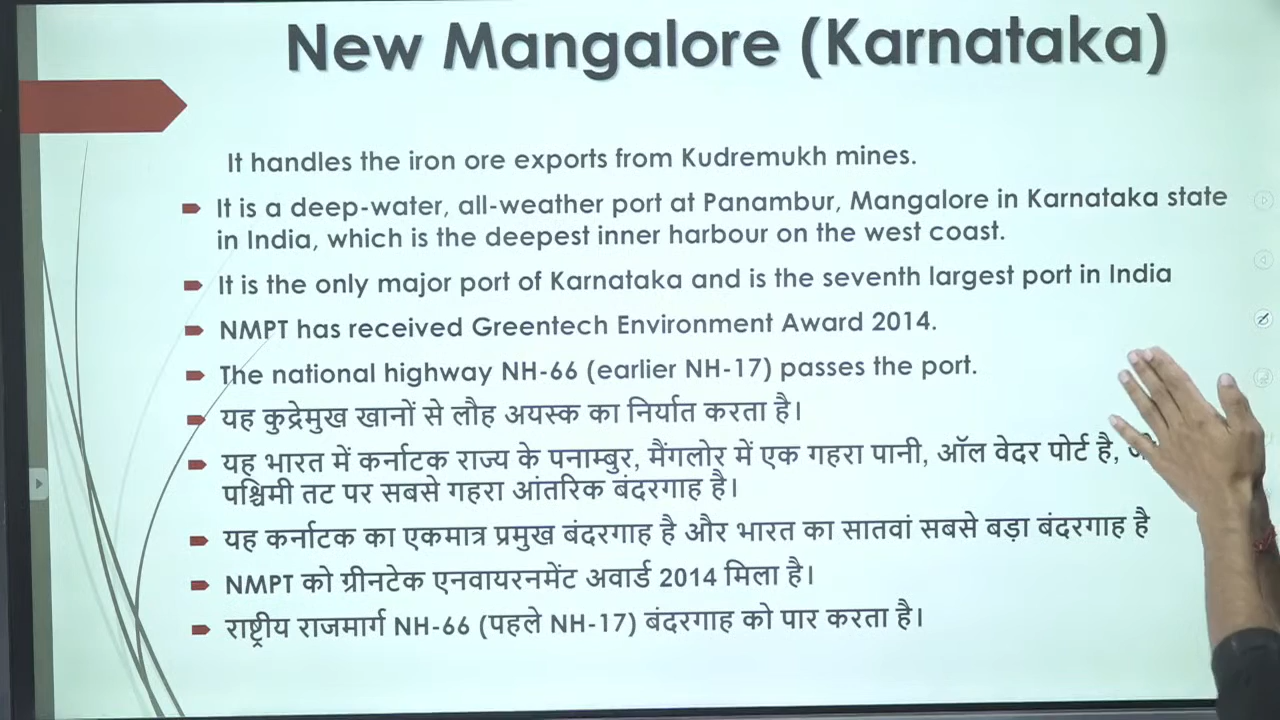 New Mangalore (Karnataka)
It handles the iron ore exports from Kudremukh mines.
It is a deep-water, all-weather port at Panambur, Mangalore in Karnataka state
in India, which is the deepest inner harbour on the west coast.
It is the only major port of Karnataka and is the seventh largest port in India
NMPT has received Greentech Environment Award 2014.
The national highway NH-66 (earlier NH-17) passes the port.
यह कुद्रेमुख खानों से लौह अयस्क का निर्यात करता है।
यह भारत में कर्नाटक राज्य के पनाम्बुर, मैंगलोर में एक गहरा पानी, ऑल वेदर पोर्ट है,
पश्चिमी तट पर सबसे गहरा आंतरिक बंदरगाह है।
यह कर्नाटक का एकमात्र प्रमुख बंदरगाह है और भारत का सातवां सबसे बड़ा बंदरगाह है
NMPT को ग्रीनटेक एनवायरनमेंट अवार्ड 2014 मिला है।
राष्ट्रीय राजमार्ग NH-66 (पहले NH-17) बंदरगाह को पार करता है।